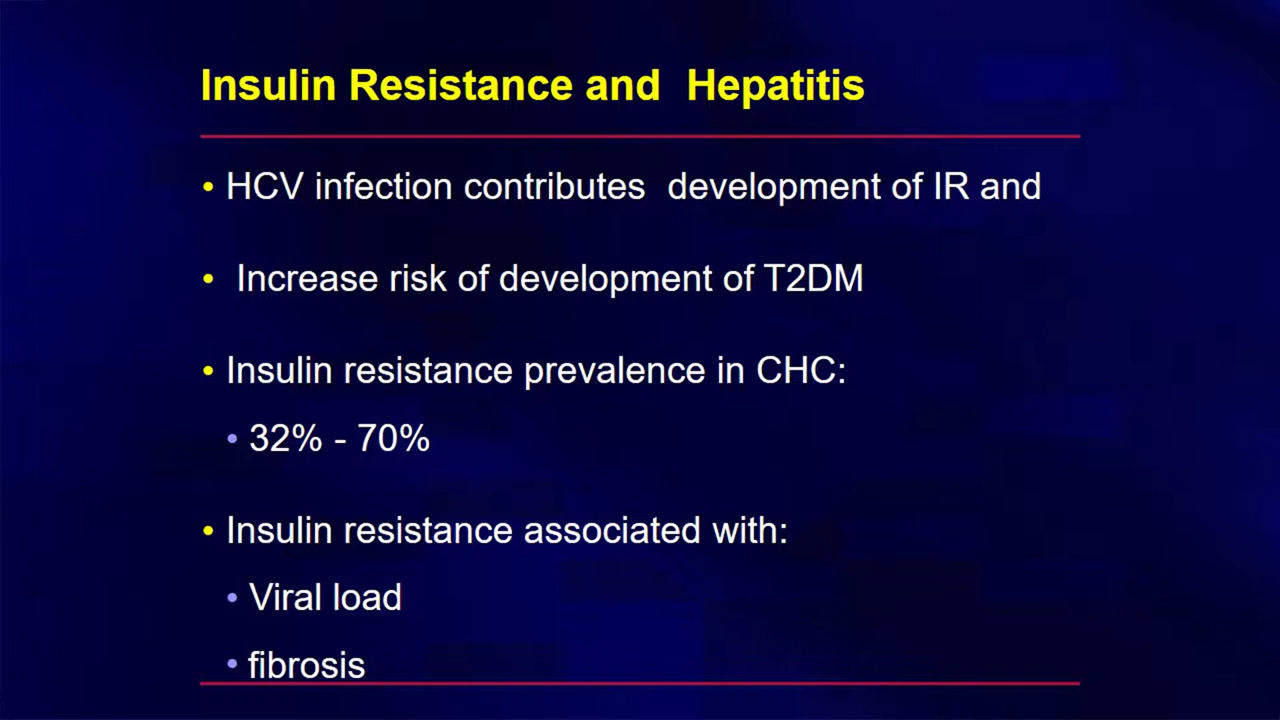 Insulin Resistance and  Hepatitis
• HCV infection contributes  development of IR and
• Increase risk of development of T2DM
• Insulin resistance prevalence in CHC:
• 32% - 70%
• Insulin resistance associated with:
• Viral load
• fibrosis